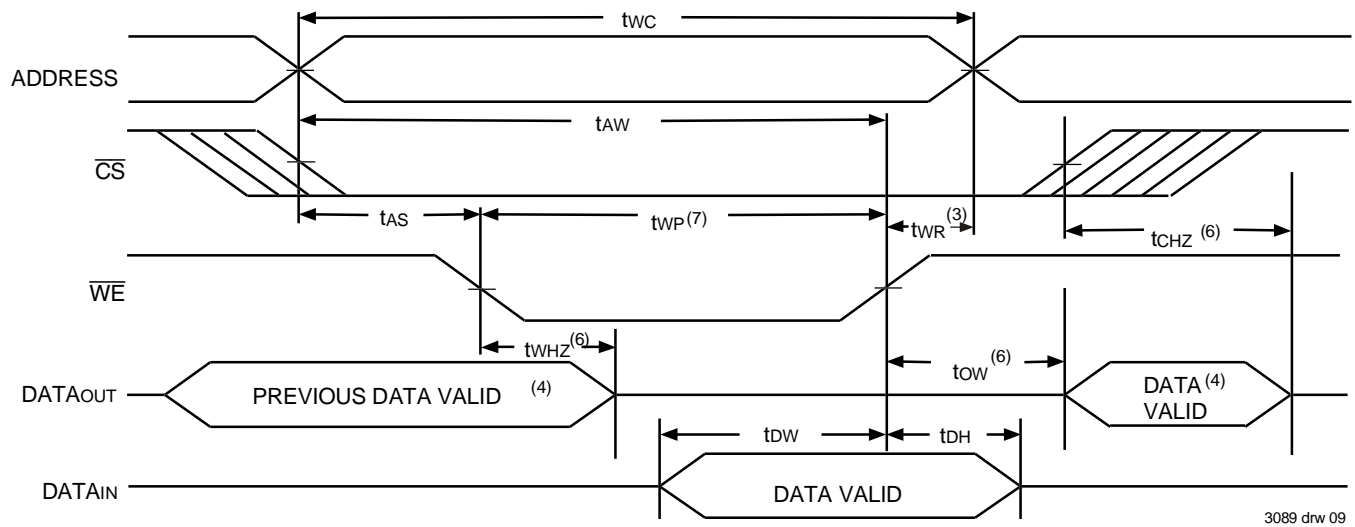 tWC
ADDRESS
tAW
CS
tAS
tWP(7)
tWR(3)
tCHZ (6)
WE
tWHZ(6)
tOW (6)
DATAOUT
PREVIOUS DATA VALID (4)
DATA(4)
VALID
tDW
tDH
DATAIN
DATA VALID
3089 drw 09